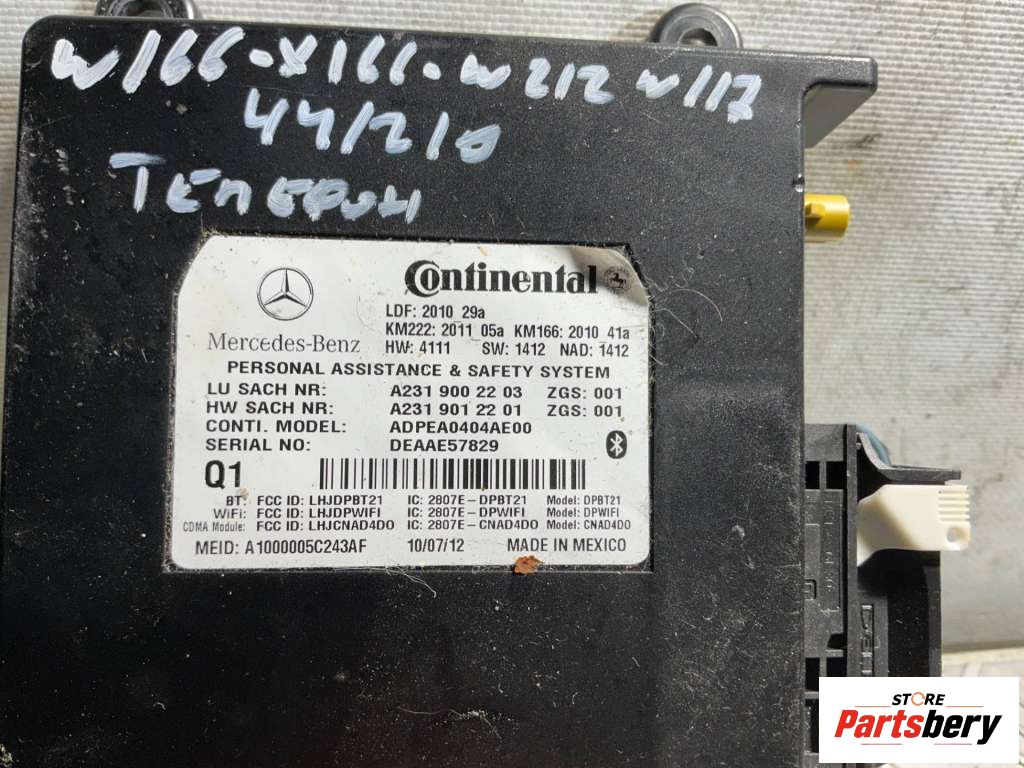 W166-X166-W212 W117
44/210
Телефон
Continental
Mercedes-Benz
LDF: 2010 29a
KM222: 2011 05a KM166: 2010 41a
HW: 4111 SW: 1412 NAD: 1412
PERSONAL ASSISTANCE & SAFETY SYSTEM
LU SACH NR: A231 900 22 03 ZGS: 001
HW SACH NR: A231 901 22 01 ZGS: 001
CONTI. MODEL: ADPEA0404AE00
SERIAL NO: DEAAE57829
Q1
BT: FCC ID: LHJDPBT21 IC: 2807E-DPBT21 Model: DPBT21
WiFi: FCC ID: LHJDPWIFI IC: 2807E-DPWIFI Model: DPWIFI
CDMA Module: FCC ID: LHJCNAD4DO IC: 2807E-CNAD4DO Model: CNAD4DO
MEID: A1000005C243AF 10/07/12 MADE IN MEXICO
STORE
Partsbery